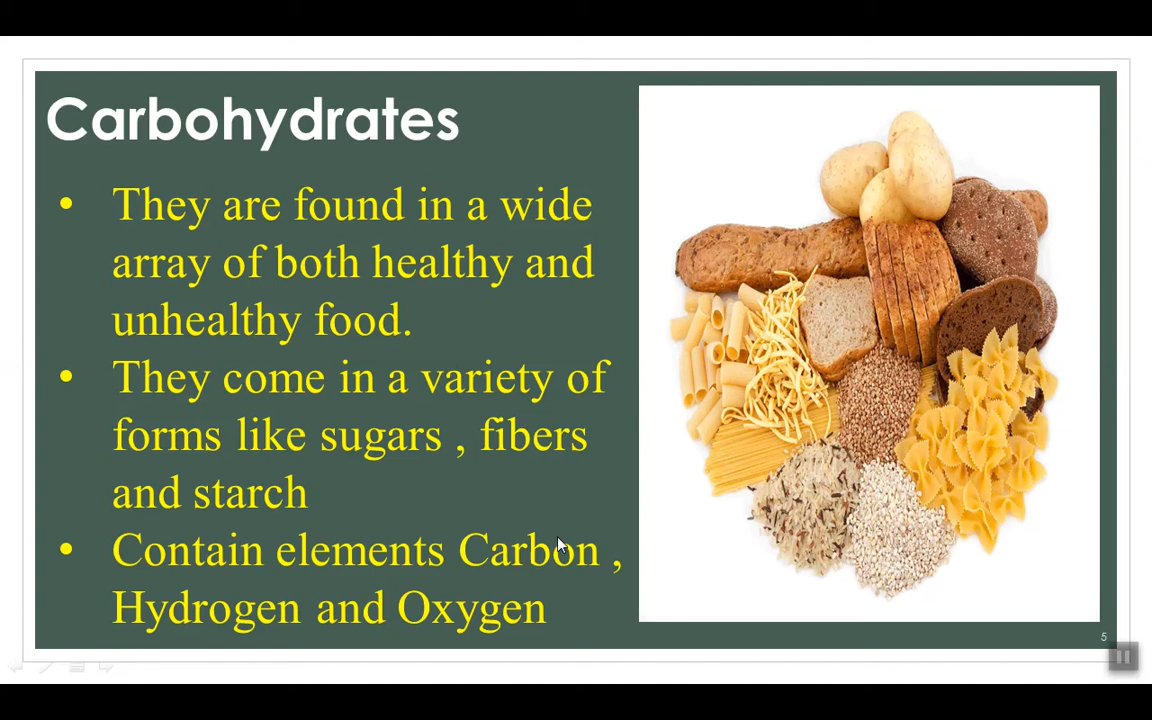 Carbohydrates
• They are found in a wide
array of both healthy and
unhealthy food.
• They come in a variety of
forms like sugars , fibers
and starch
• Contain elements Carbon ,
Hydrogen and Oxygen
5